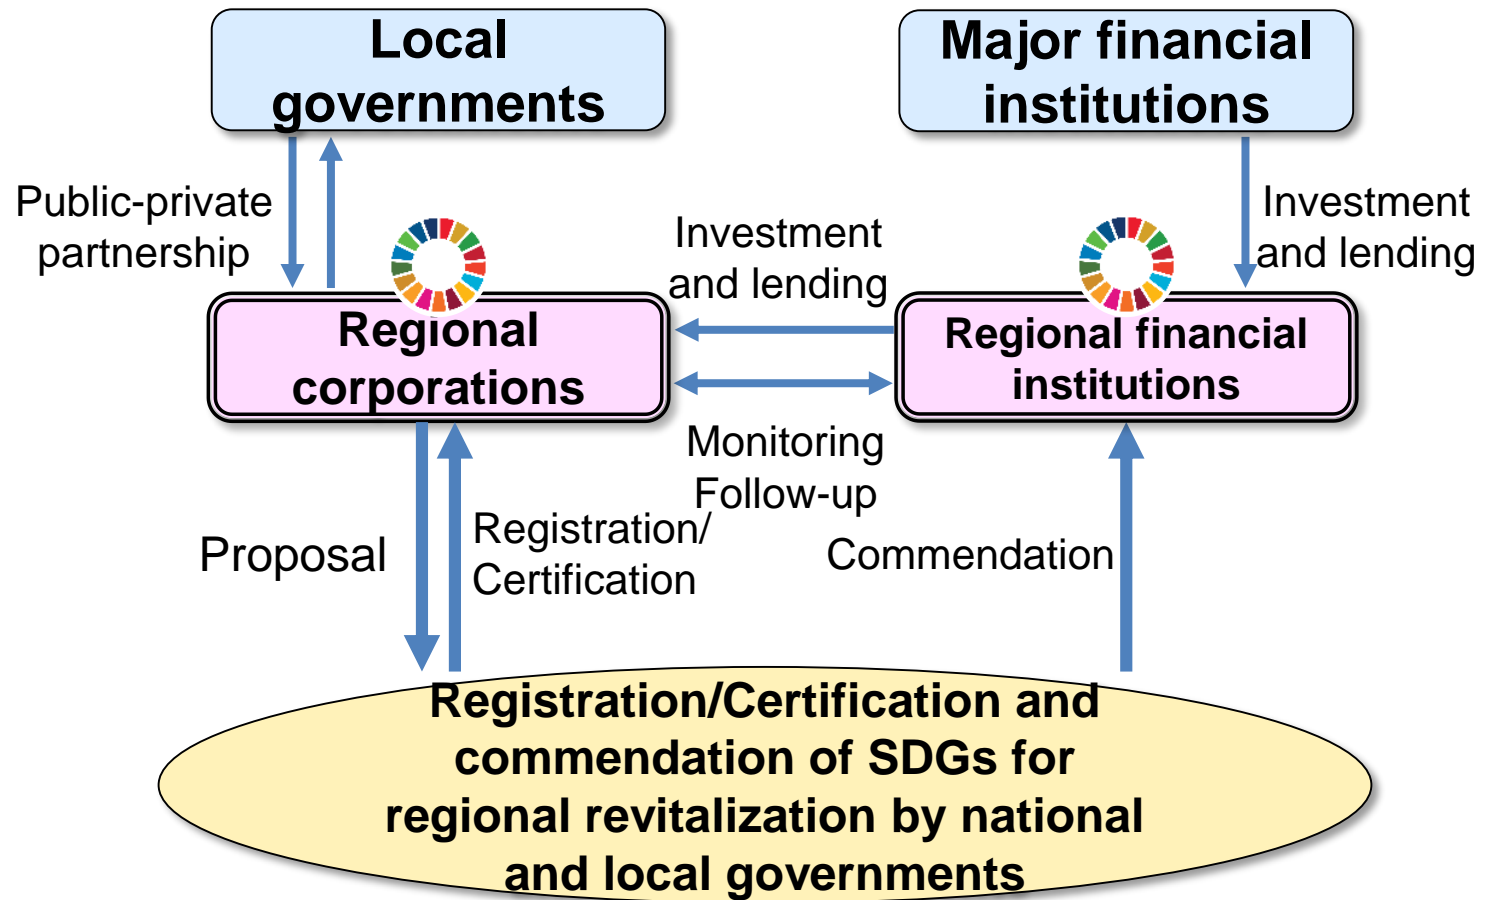 Local
governments
Major financial
institutions
Public-private
partnership
Investment
and lending
Investment
and lending
Regional
corporations
Regional financial
institutions
Monitoring
Follow-up
Proposal
Registration/
Certification
Commendation
Registration/Certification and
commendation of SDGs for
regional revitalization by national
and local governments